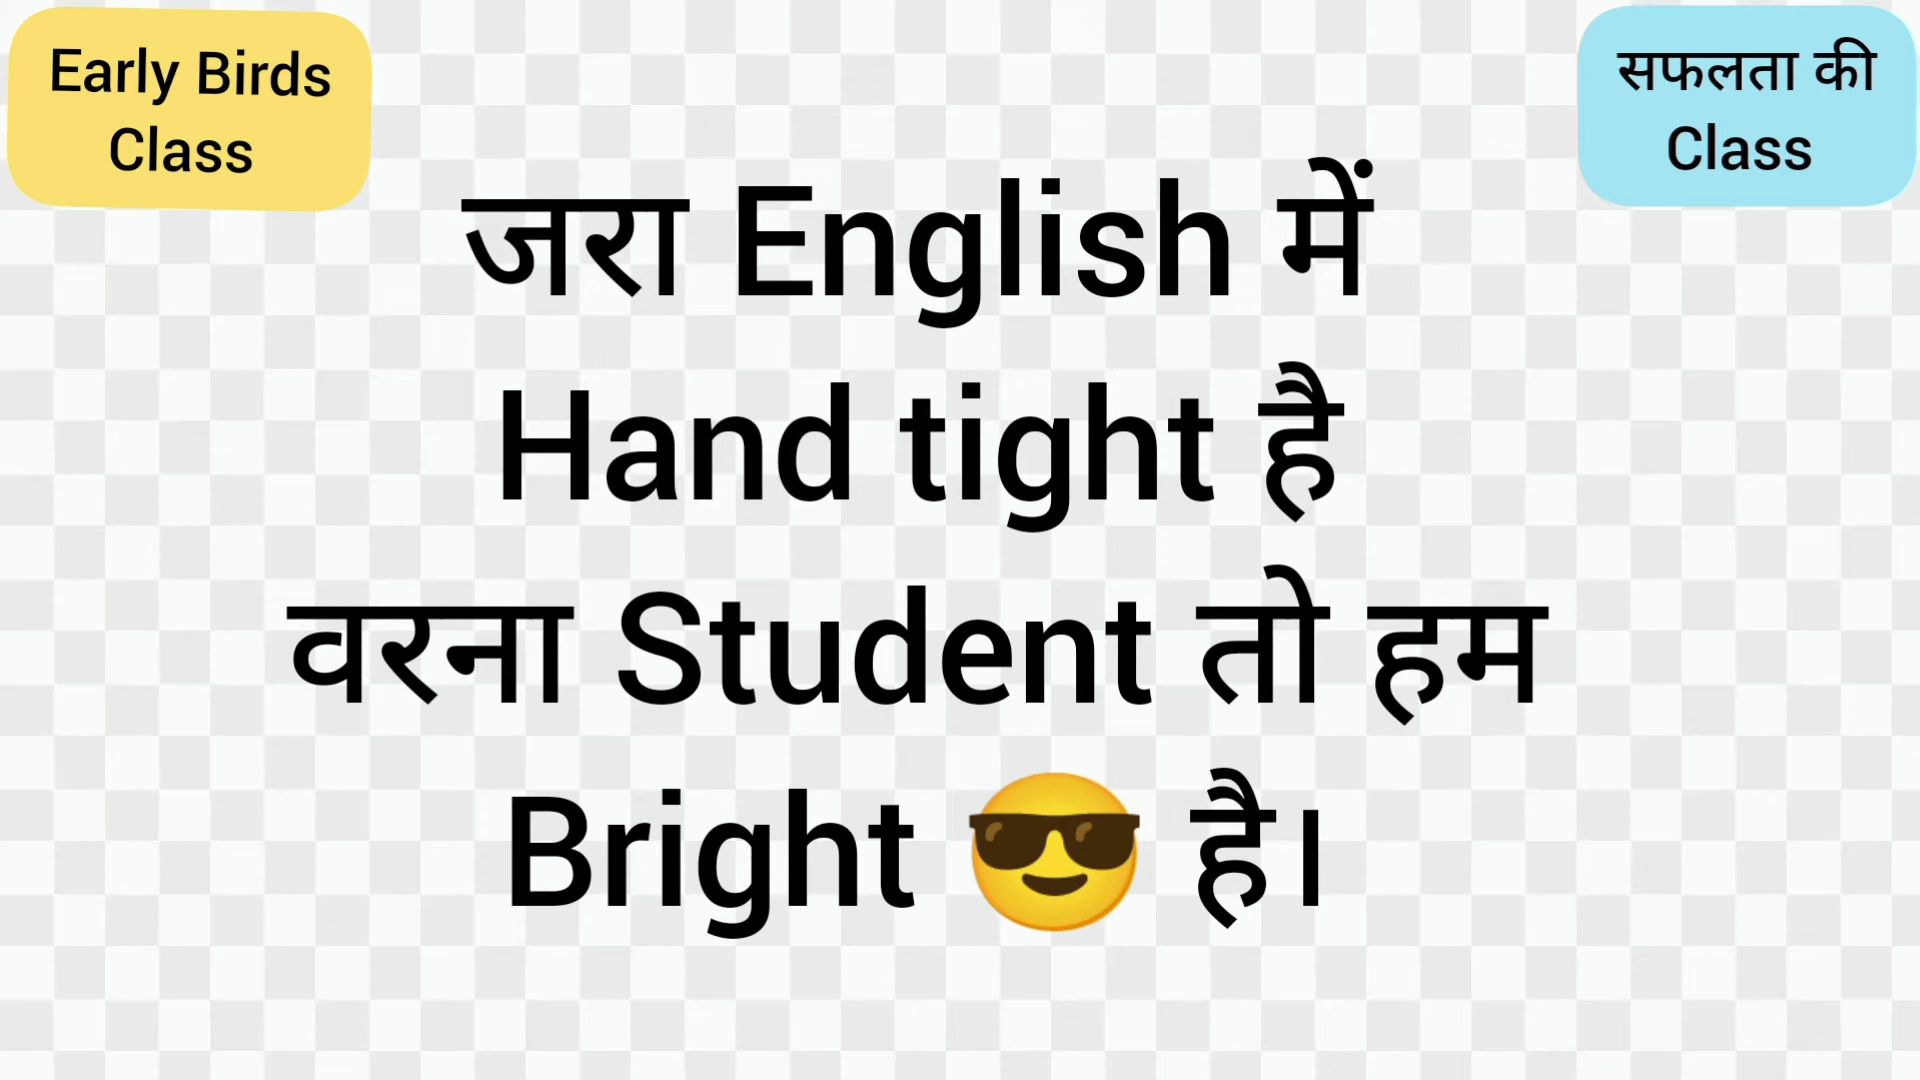 Early Birds
Class
सफलता की
Class
जरा English में
Hand tight है
वरना Student तो हम
Bright 😎 है।